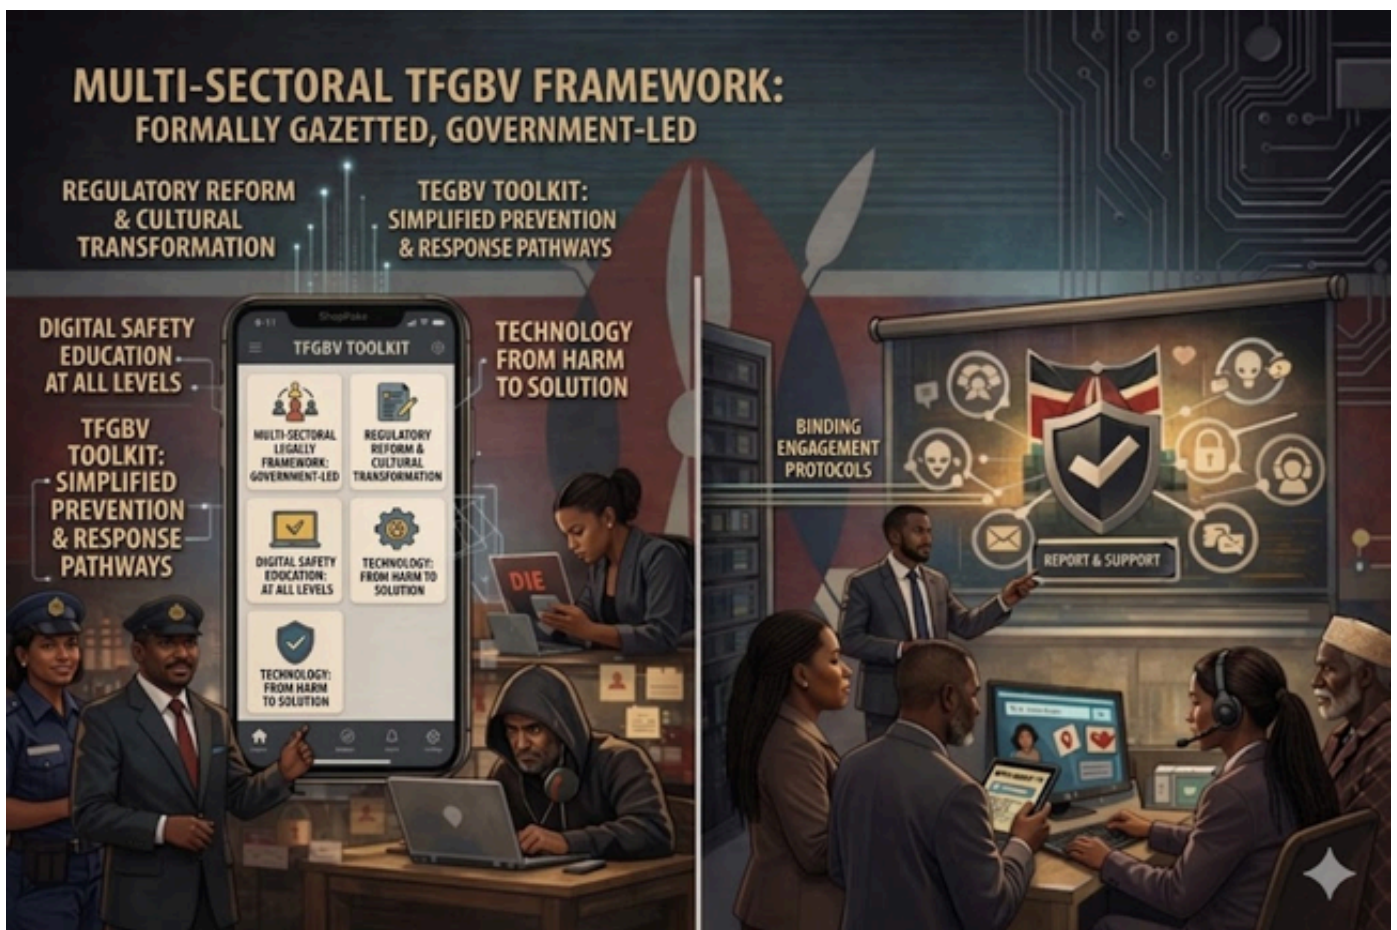 MULTI-SECTORAL TFGBV FRAMEWORK:
FORMALLY GAZETTED, GOVERNMENT-LED
REGULATORY REFORM
& CULTURAL
TRANSFORMATION
TEGBV TOOLKIT:
SIMPLIFIED PREVENTION
& RESPONSE PATHWAYS
DIGITAL SAFETY
EDUCATION
AT ALL LEVELS
TFGBV
TOOLKIT:
SIMPLIFIED
PREVENTION
& RESPONSE
PATHWAYS
TECHNOLOGY
FROM HARM
TO SOLUTION
TFGBV TOOLKIT
MULTI-SECTORAL
LEGALLY
FRAMEWORK:
GOVERNMENT-LED
REGULATORY
REFORM &
CULTURAL
TRANSFORMATION
DIGITAL SAFETY
EDUCATION:
AT ALL LEVELS
TECHNOLOGY:
FROM HARM TO
SOLUTION
TECHNOLOGY:
FROM HARM
TO SOLUTION
DIE
BINDING
ENGAGEMENT
PROTOCOLS
REPORT & SUPPORT